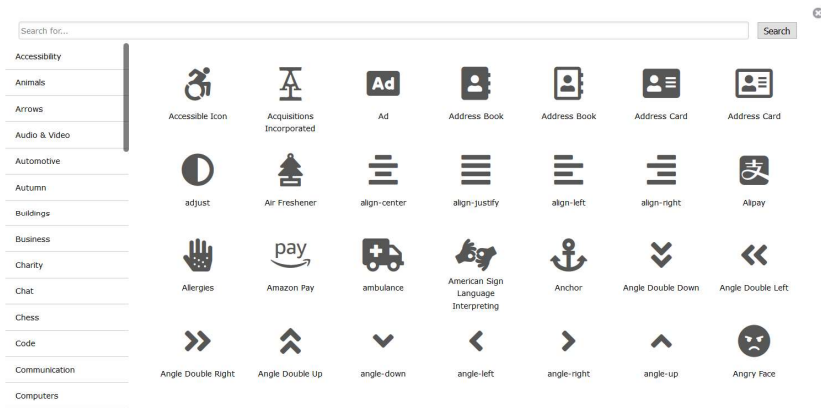 Search for...
Search
Accessibility
Animals
Arrows
Audio & Video
Automotive
Autumn
Buildings
Business
Charity
Chat
Chess
Code
Communication
Computers
Accessible Icon
Acquisitions
Incorporated
Ad
Ad
Address Book
Address Book
Address Card
Address Card
adjust
Air Freshener
align-center
align-justify
align-left
align-right
支
Alipay
Allergies
pay
Amazon Pay
ambulance
American Sign
Language
Interpreting
Anchor
Angle Double Down
Angle Double Left
Angle Double Right
Angle Double Up
angle-down
angle-left
angle-right
angle-up
Angry Face